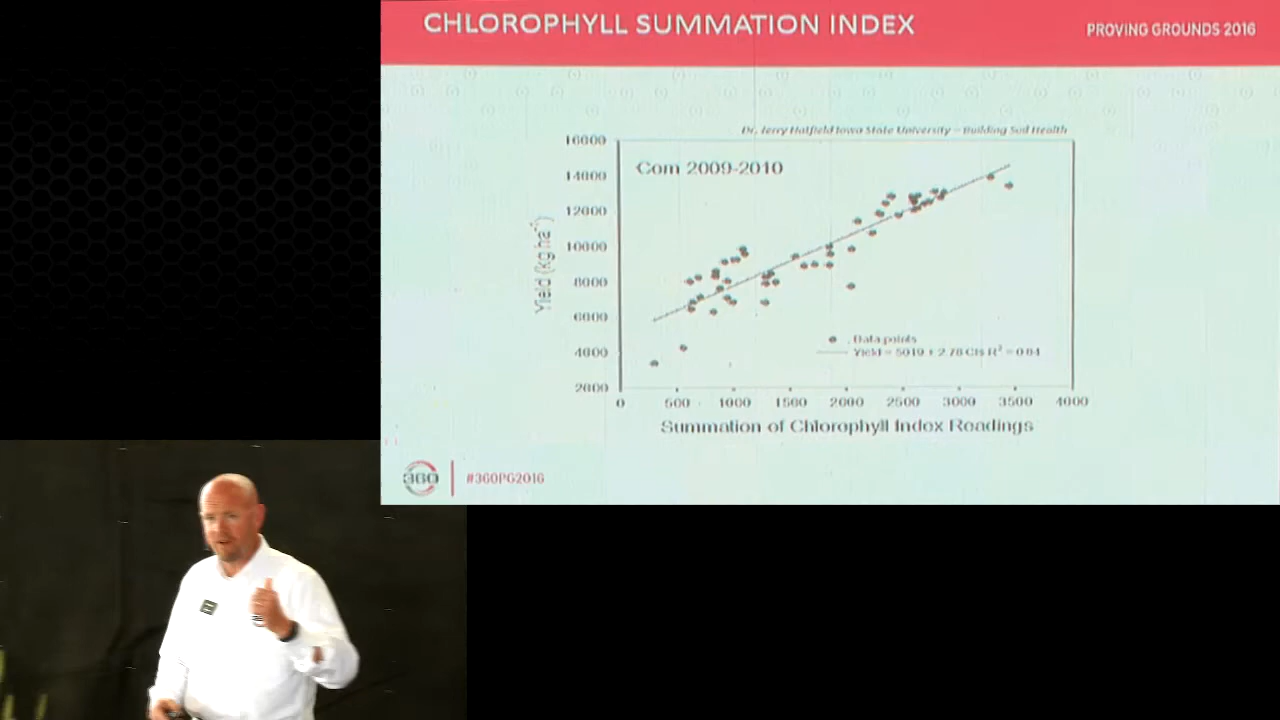 CHLOROPHYLL SUMMATION INDEX
PROVING GROUNDS 2016
Dr. Jerry Hatfield Iowa State University – Building Soil Health
16000
14000
12000
10000
8000
6000
4000
2000
Yield (kg ha⁻¹)
Corn 2009-2010
Data points
Yield = 5019 + 2.78 CIs R² = 0.84
0 500 1000 1500 2000 2500 3000 3500 4000
Summation of Chlorophyll Index Readings
360
#360PG2016